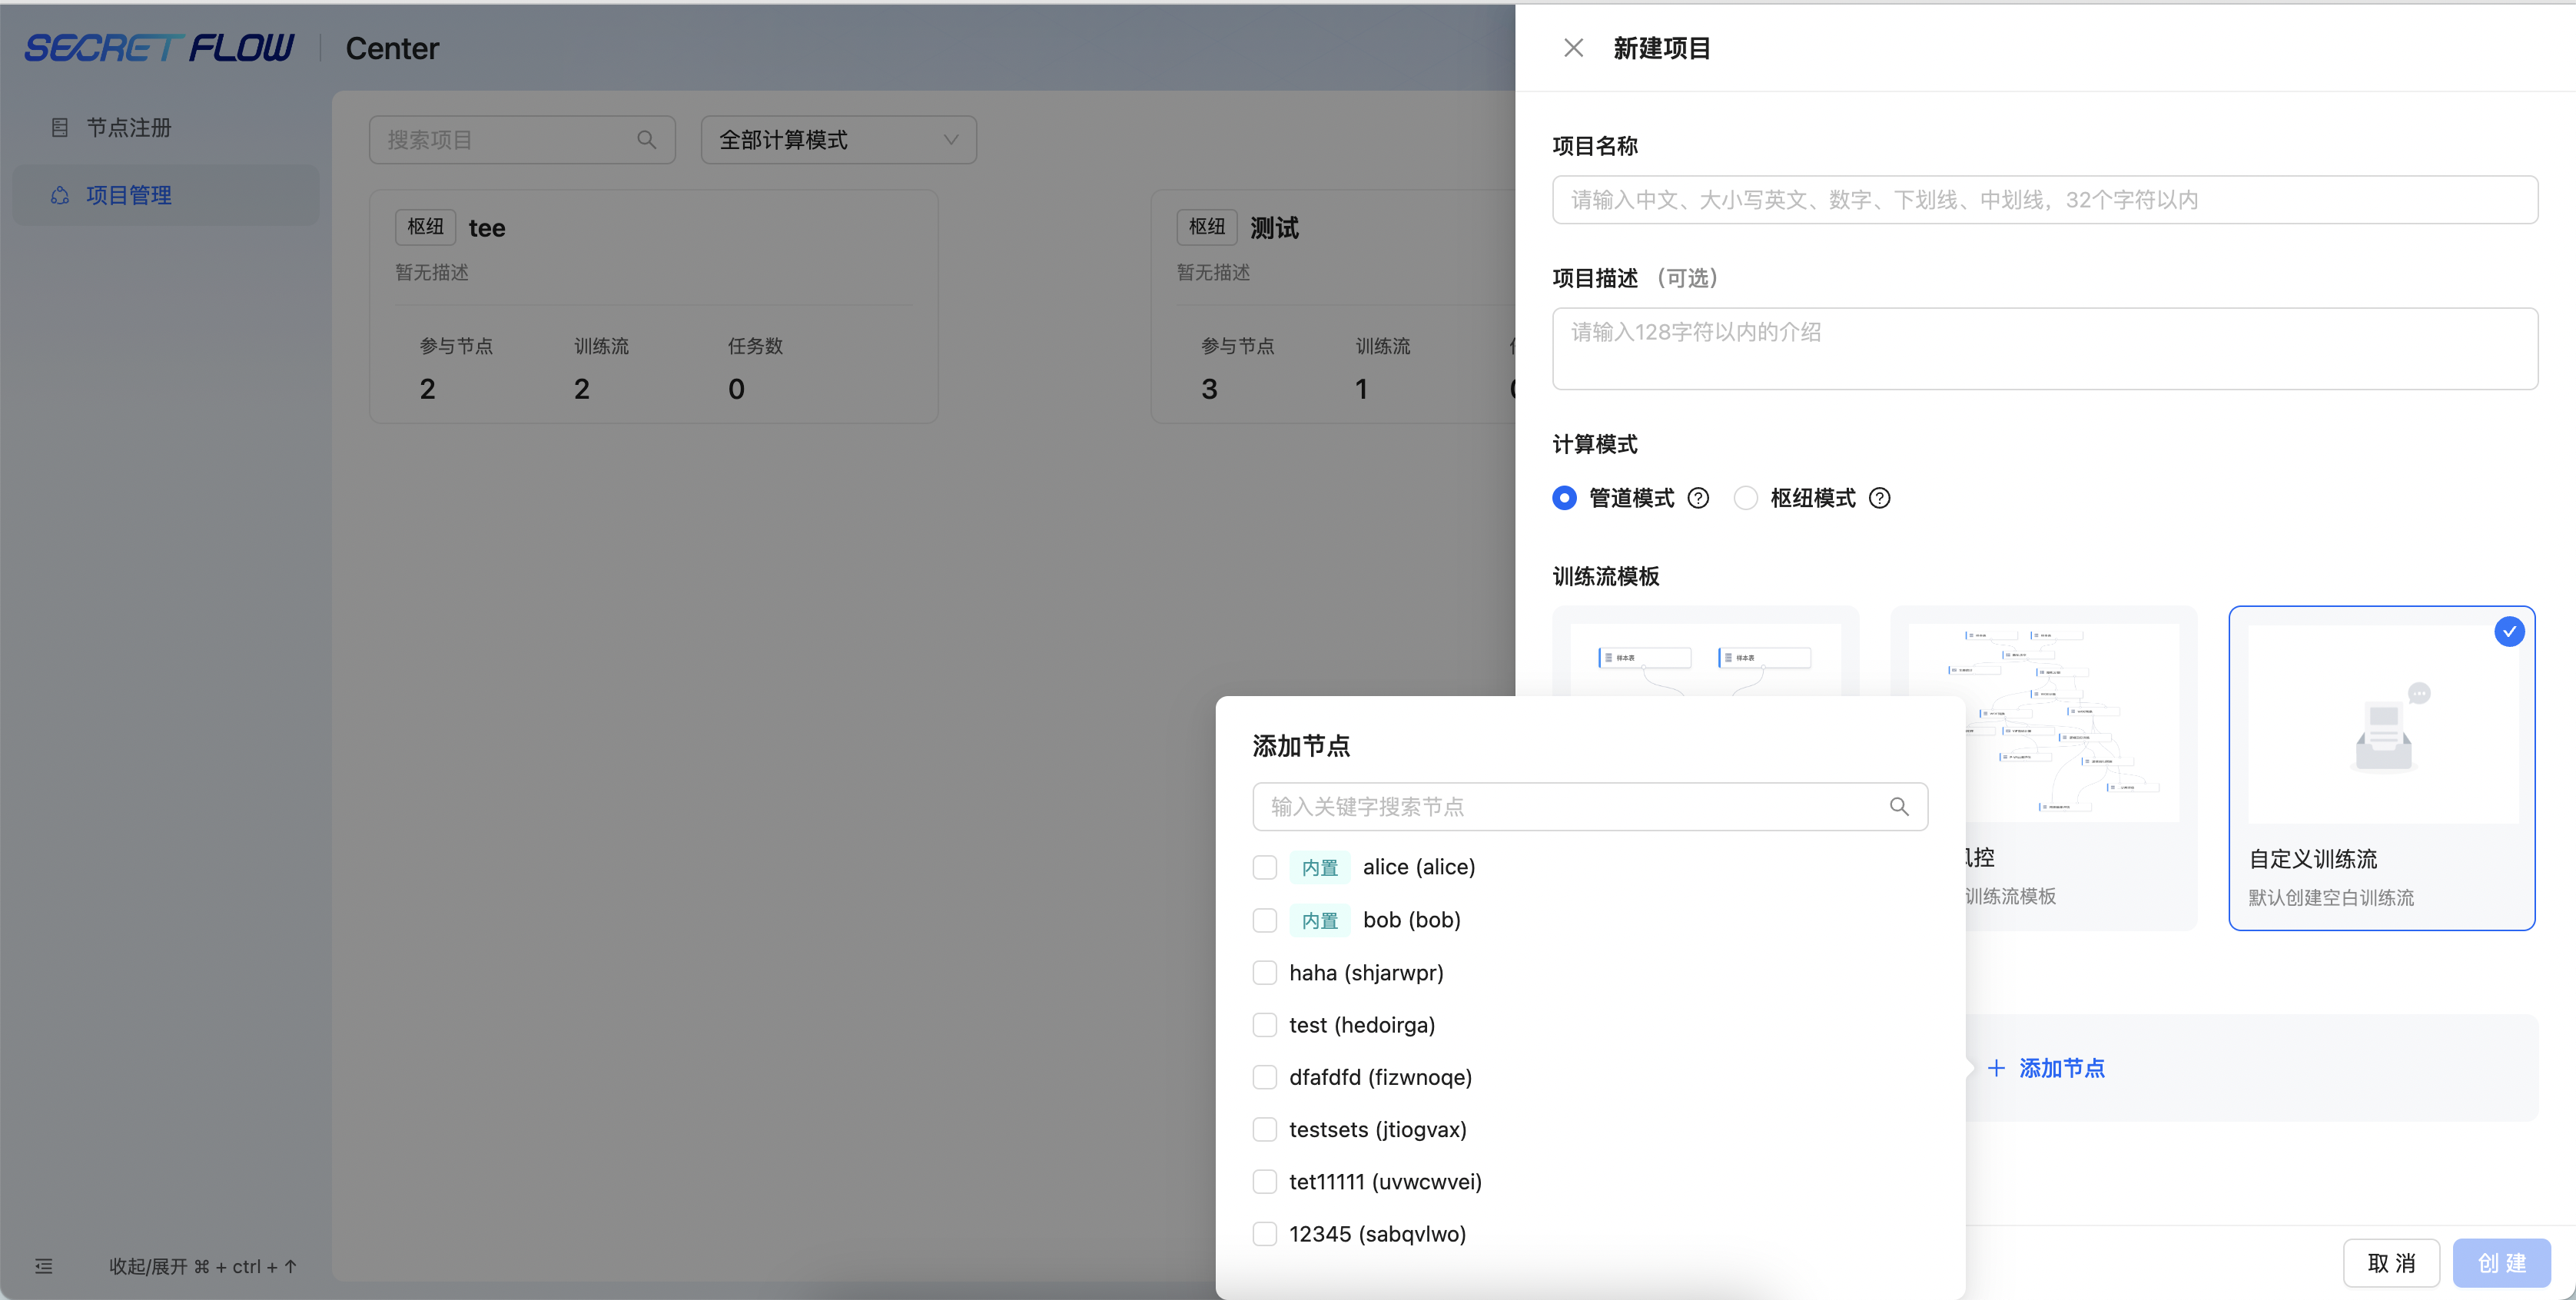 SECRET FLOW
Center
节点注册
项目管理
收起/展开 ⌘ + ctrl + ↑
搜索项目
全部计算模式
枢纽 tee
暂无描述
参与节点 训练流 任务数
2 2 0
枢纽 测试
暂无描述
参与节点 训练流
3 1
新建项目
项目名称
请输入中文、大小写英文、数字、下划线、中划线，32个字符以内
项目描述 （可选）
请输入128字符以内的介绍
计算模式
管道模式 枢纽模式
训练流模板
样本表 样本表
风控
训练流模板
自定义训练流
默认创建空白训练流
添加节点
输入关键字搜索节点
内置 alice (alice)
内置 bob (bob)
haha (shjarwpr)
test (hedoirga)
dfafdfd (fizwnoqe)
testsets (jtiogvax)
tet11111 (uvwcwvei)
12345 (sabqvlwo)
+ 添加节点
取 消
创 建